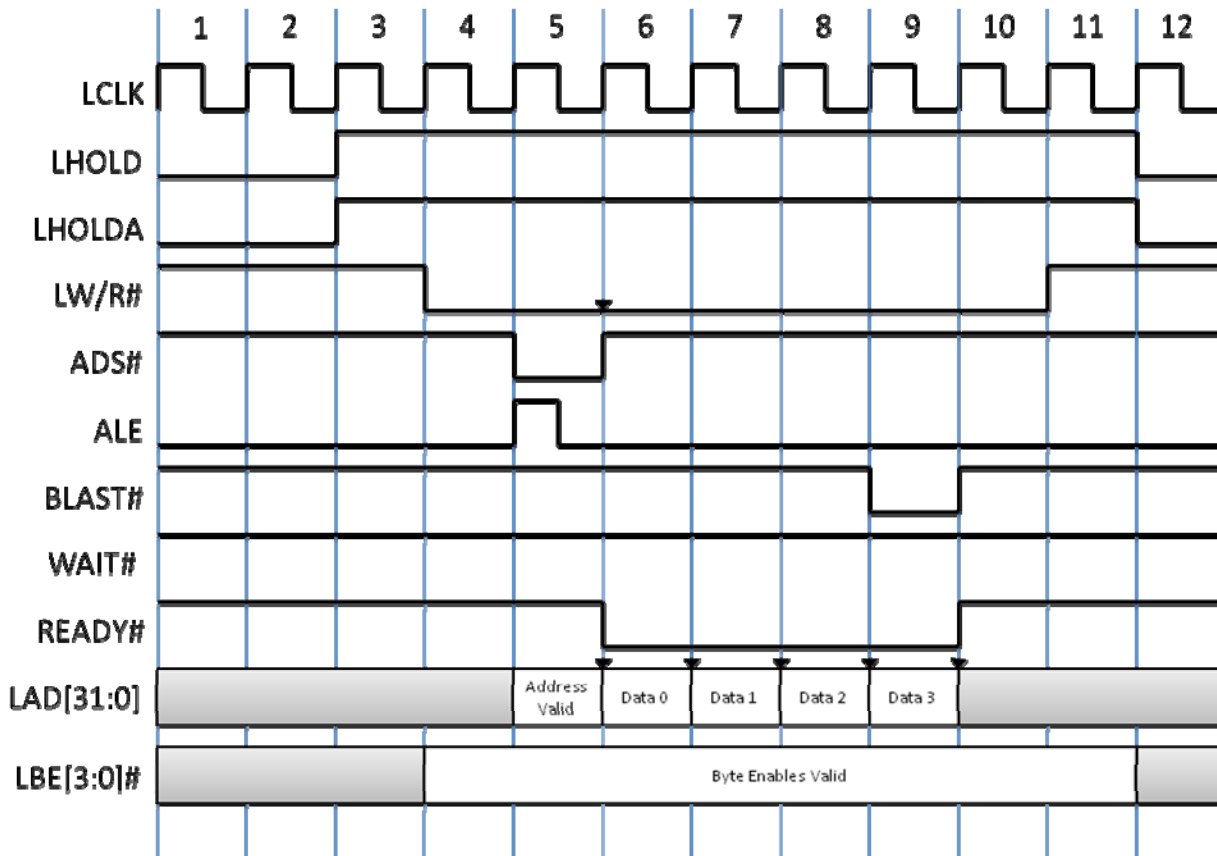 1 2 3 4 5 6 7 8 9 10 11 12
LCLK
LHOLD
LHOLDA
LW/R#
ADS#
ALE
BLAST#
WAIT#
READY#
LAD[31:0]
Address
Valid
Data 0
Data 1
Data 2
Data 3
LBE[3:0]#
Byte Enables Valid